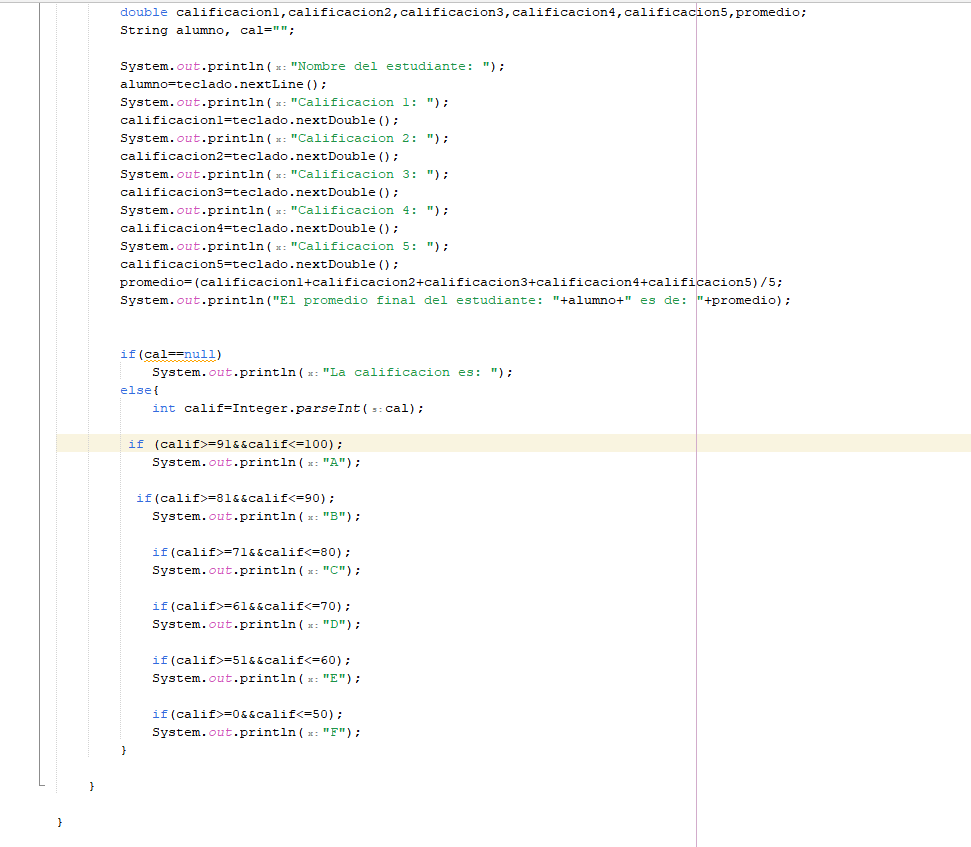 double calificacion1,calificacion2,calificacion3,calificacion4,calificacion5,promedio;
String alumno, cal="";
System.out.println( x: "Nombre del estudiante: ");
alumno=teclado.nextLine();
System.out.println( x: "Calificacion 1: ");
calificacion1=teclado.nextDouble();
System.out.println( x: "Calificacion 2: ");
calificacion2=teclado.nextDouble();
System.out.println( x: "Calificacion 3: ");
calificacion3=teclado.nextDouble();
System.out.println( x: "Calificacion 4: ");
calificacion4=teclado.nextDouble();
System.out.println( x: "Calificacion 5: ");
calificacion5=teclado.nextDouble();
promedio=(calificacion1+calificacion2+calificacion3+calificacion4+calificacion5)/5;
System.out.println("El promedio final del estudiante: "+alumno+" es de: "+promedio);
if(cal==null)
System.out.println( x: "La calificacion es: ");
else{
int calif=Integer.parseInt( s: cal);
if (calif>=91&&calif<=100);
System.out.println( x: "A");
if(calif>=81&&calif<=90);
System.out.println( x: "B");
if(calif>=71&&calif<=80);
System.out.println( x: "C");
if(calif>=61&&calif<=70);
System.out.println( x: "D");
if(calif>=51&&calif<=60);
System.out.println( x: "E");
if(calif>=0&&calif<=50);
System.out.println( x: "F");
}
}
}